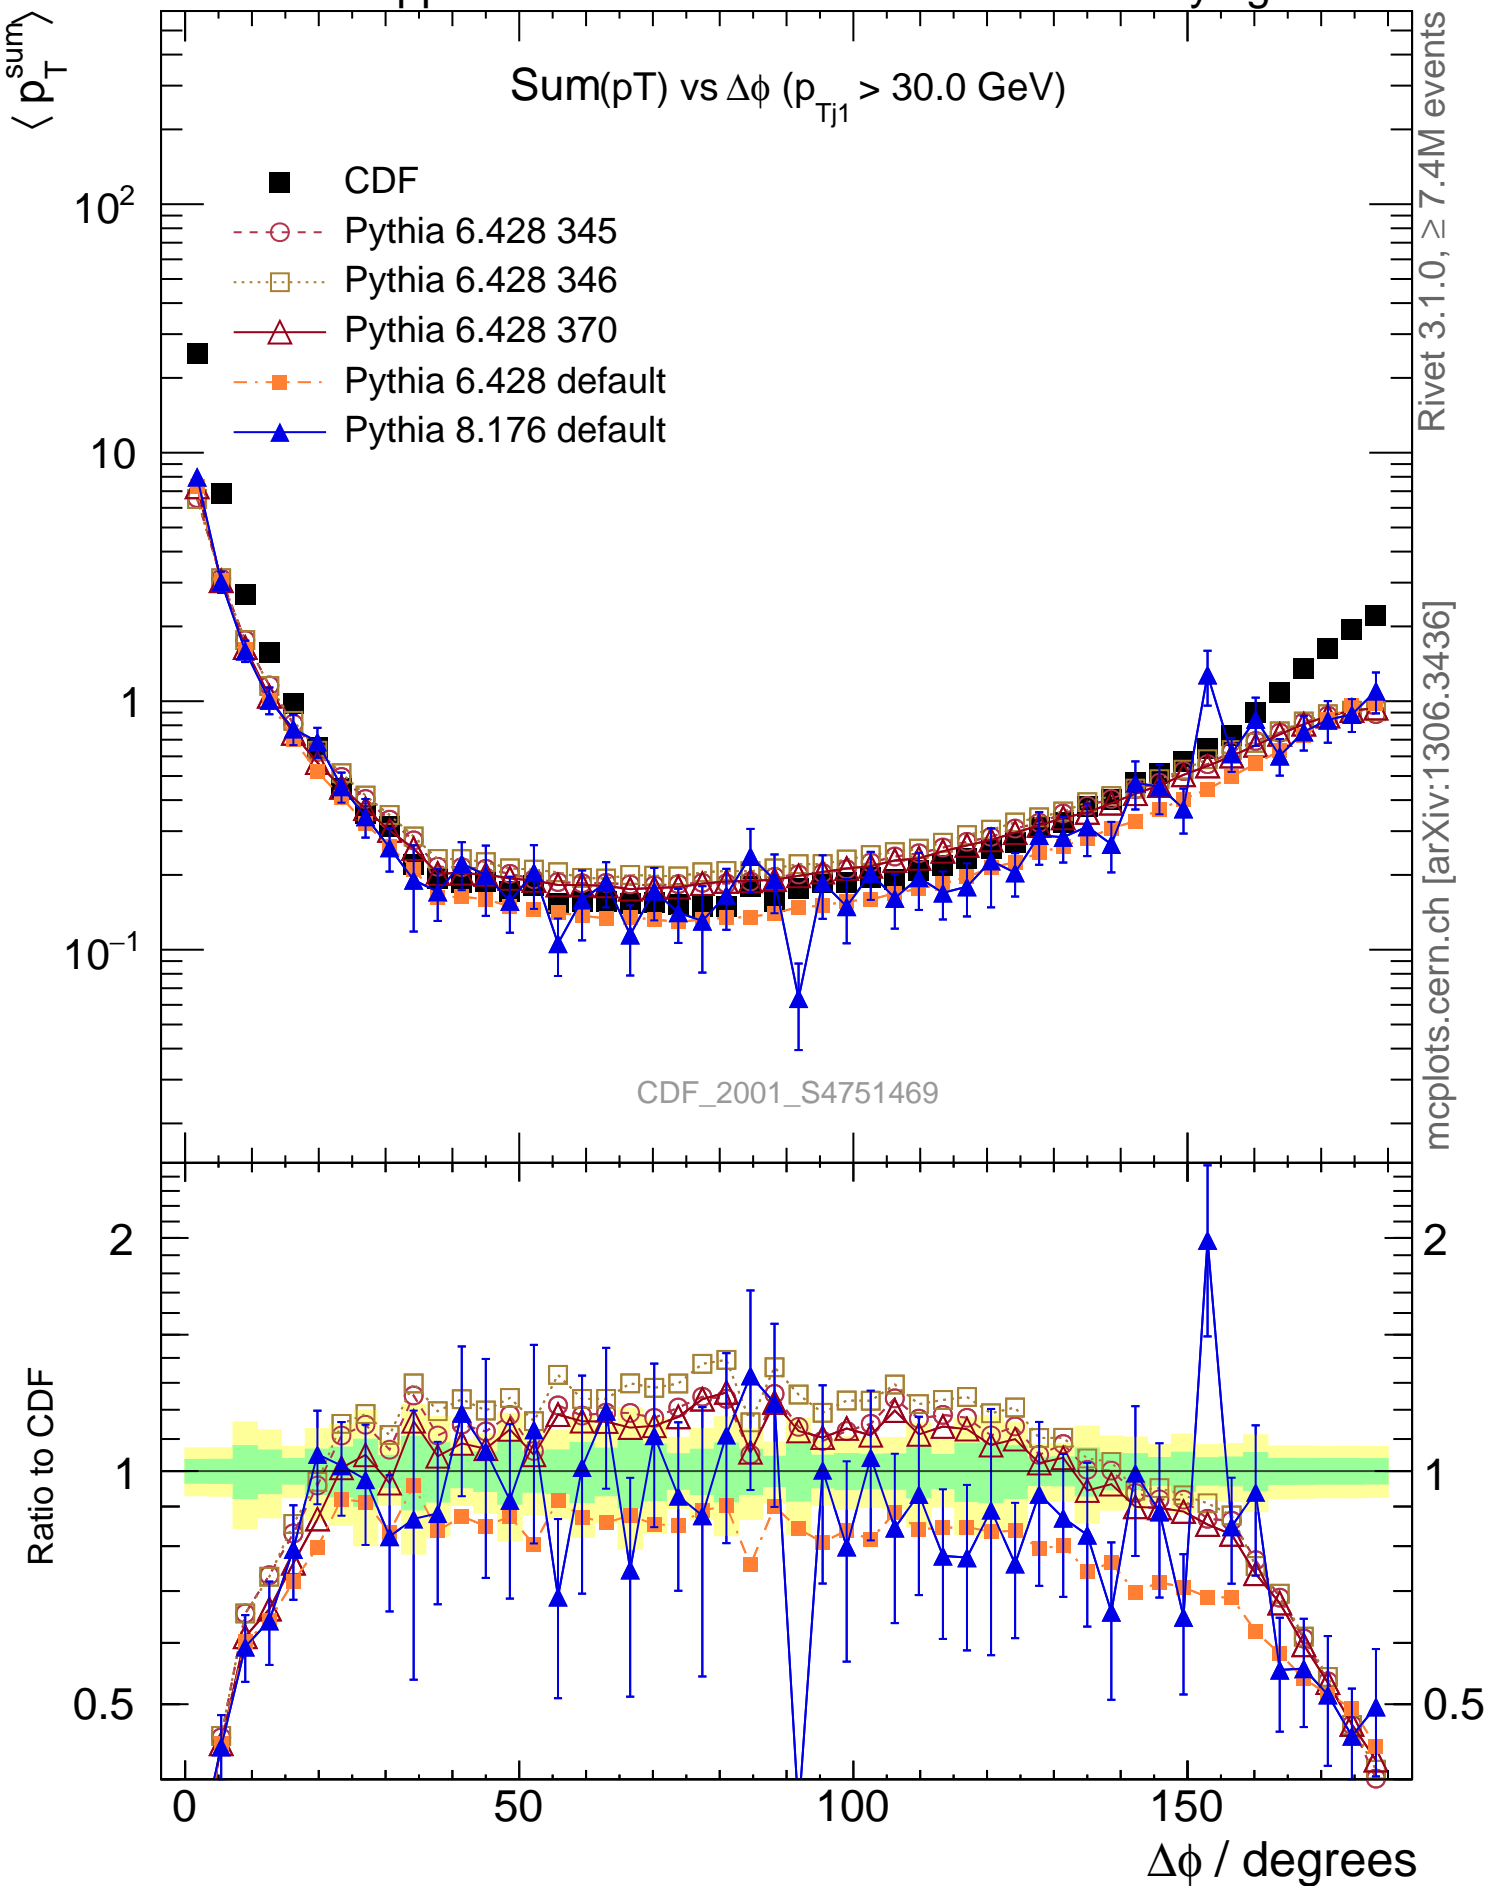 ⟨ p_T^sum ⟩
Sum(pT) vs Δϕ (p_Tj1 > 30.0 GeV)
CDF
Pythia 6.428 345
Pythia 6.428 346
Pythia 6.428 370
Pythia 6.428 default
Pythia 8.176 default
10²
10
1
10⁻¹
CDF_2001_S4751469
Rivet 3.1.0, ≥ 7.4M events
mcplots.cern.ch [arXiv:1306.3436]
Ratio to CDF
2
1
0.5
2
1
0.5
0
50
100
150
Δϕ / degrees